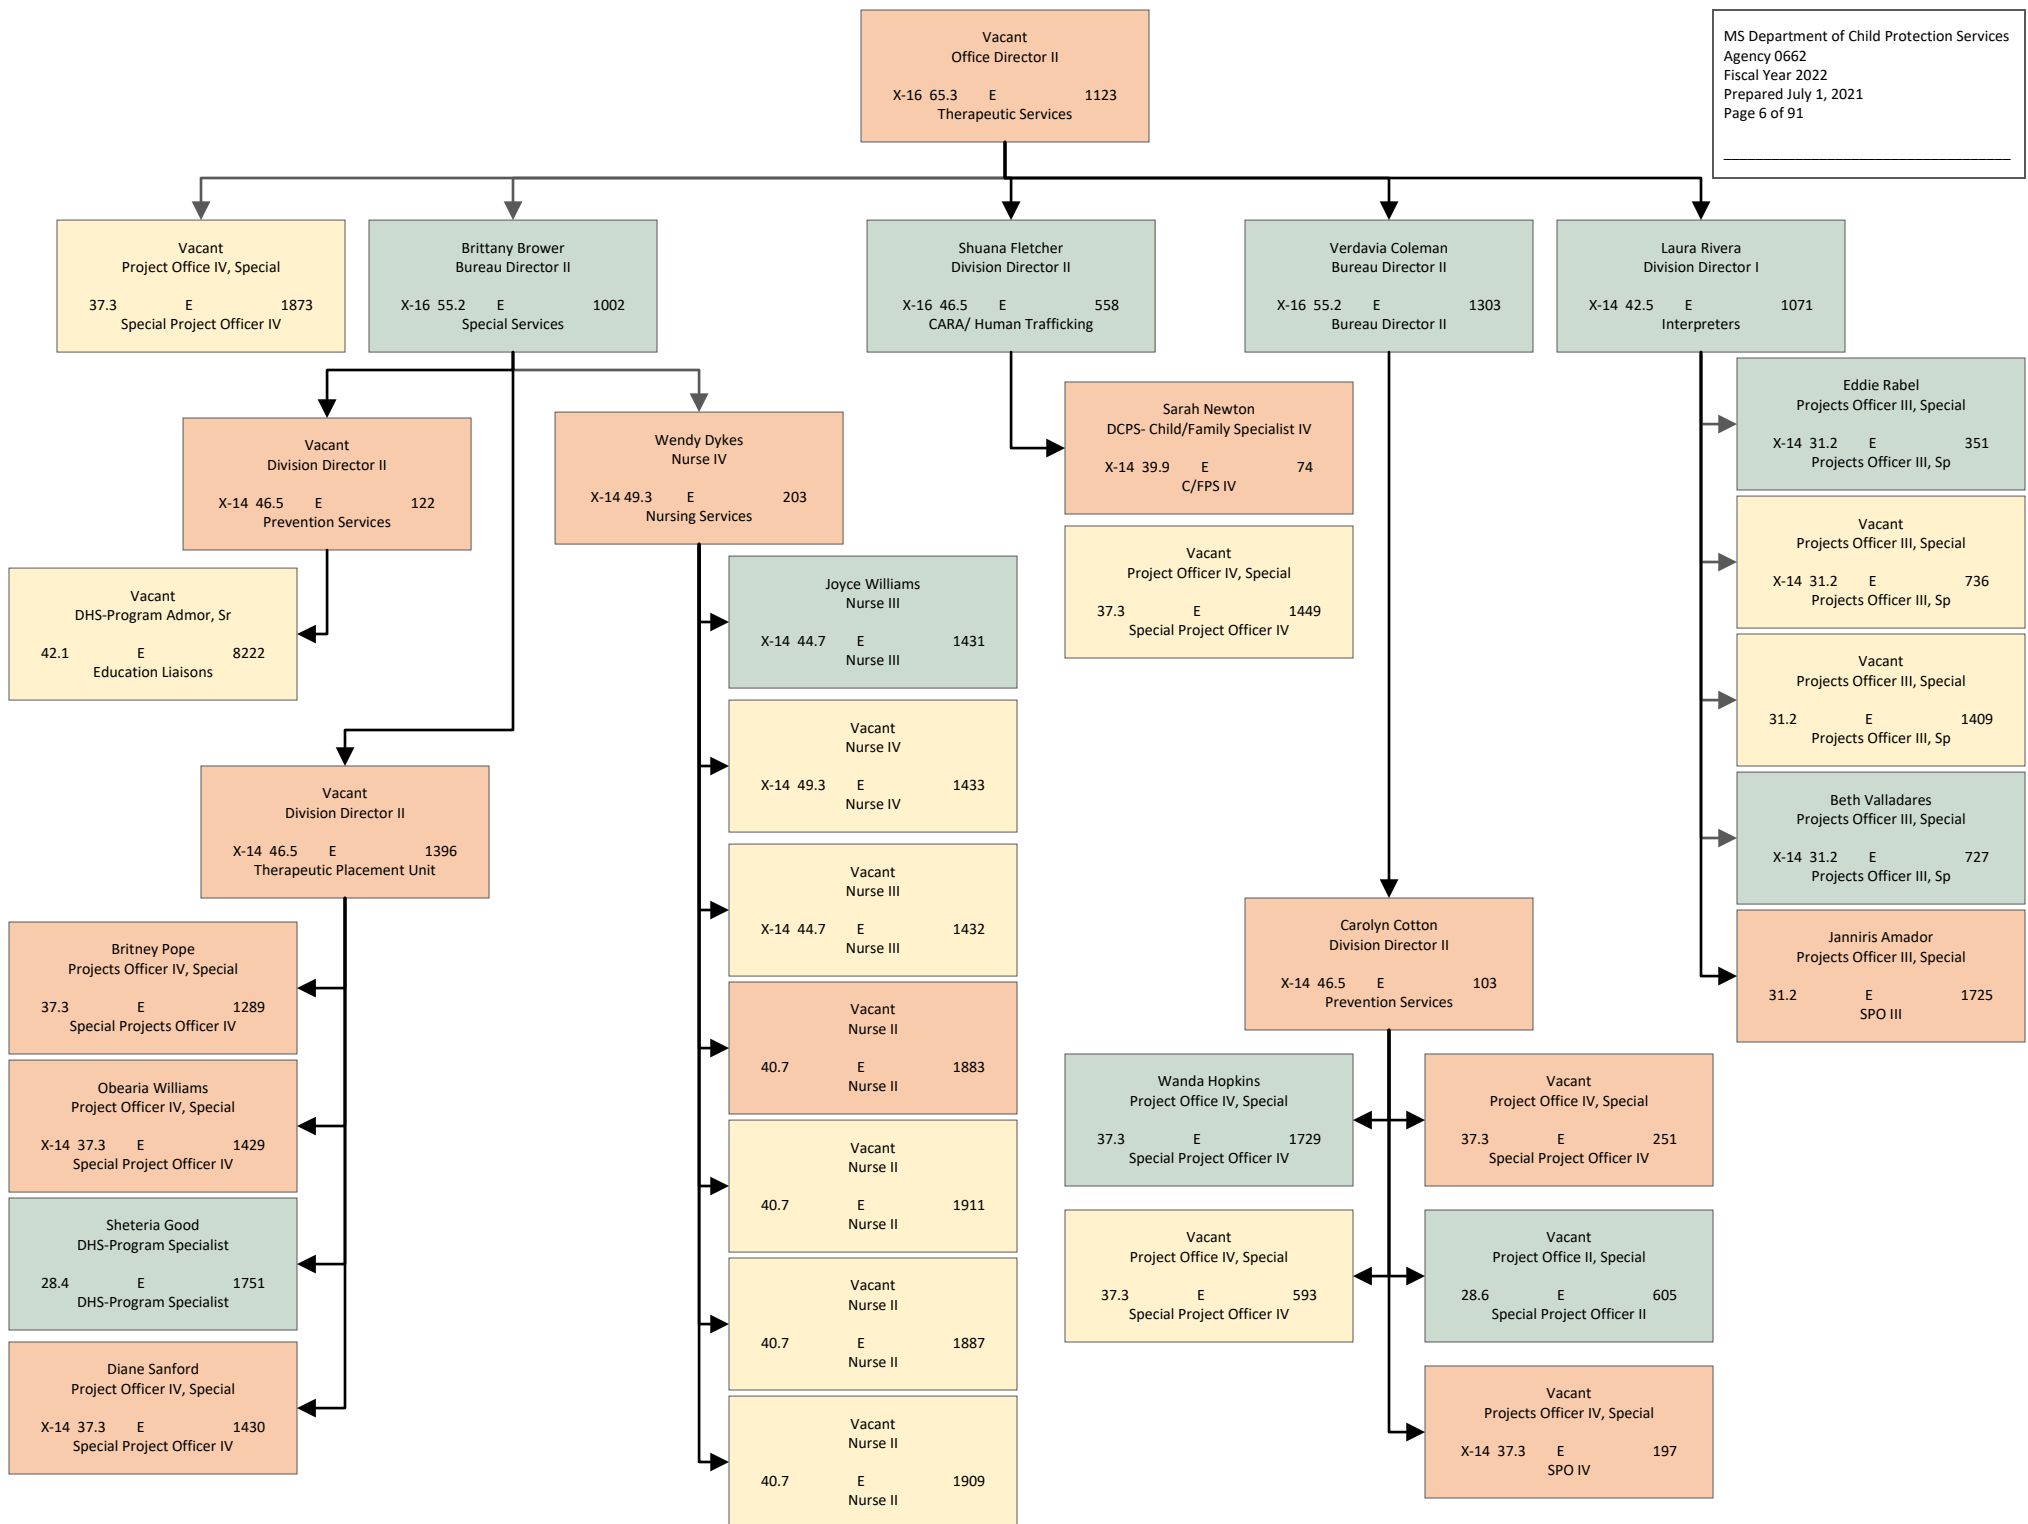 Vacant
Office Director II
X-16 65.3 E 1123
Therapeutic Services
MS Department of Child Protection Services
Agency 0662
Fiscal Year 2022
Prepared July 1, 2021
Page 6 of 91
Vacant
Project Office IV, Special
37.3 E 1873
Special Project Officer IV
Brittany Brower
Bureau Director II
X-16 55.2 E 1002
Special Services
Shuana Fletcher
Division Director II
X-16 46.5 E 558
CARA/ Human Trafficking
Verdavia Coleman
Bureau Director II
X-16 55.2 E 1303
Bureau Director II
Laura Rivera
Division Director I
X-14 42.5 E 1071
Interpreters
Vacant
Division Director II
X-14 46.5 E 122
Prevention Services
Vacant
DHS-Program Admor, Sr
42.1 E 8222
Education Liaisons
Vacant
Division Director II
X-14 46.5 E 1396
Therapeutic Placement Unit
Britney Pope
Projects Officer IV, Special
37.3 E 1289
Special Projects Officer IV
Obearia Williams
Project Officer IV, Special
X-14 37.3 E 1429
Special Project Officer IV
Sheteria Good
DHS-Program Specialist
28.4 E 1751
DHS-Program Specialist
Diane Sanford
Project Officer IV, Special
X-14 37.3 E 1430
Special Project Officer IV
Wendy Dykes
Nurse IV
X-14 49.3 E 203
Nursing Services
Joyce Williams
Nurse III
X-14 44.7 E 1431
Nurse III
Vacant
Nurse IV
X-14 49.3 E 1433
Nurse IV
Vacant
Nurse III
X-14 44.7 E 1432
Nurse III
Vacant
Nurse II
40.7 E 1883
Nurse II
Vacant
Nurse II
40.7 E 1911
Nurse II
Vacant
Nurse II
40.7 E 1887
Nurse II
Vacant
Nurse II
40.7 E 1909
Nurse II
Sarah Newton
DCPS- Child/Family Specialist IV
X-14 39.9 E 74
C/FPS IV
Vacant
Project Officer IV, Special
37.3 E 1449
Special Project Officer IV
Carolyn Cotton
Division Director II
X-14 46.5 E 103
Prevention Services
Wanda Hopkins
Project Office IV, Special
37.3 E 1729
Special Project Officer IV
Vacant
Project Office IV, Special
37.3 E 251
Special Project Officer IV
Vacant
Project Office IV, Special
37.3 E 593
Special Project Officer IV
Vacant
Project Office II, Special
28.6 E 605
Special Project Officer II
Vacant
Projects Officer IV, Special
X-14 37.3 E 197
SPO IV
Eddie Rabel
Projects Officer III, Special
X-14 31.2 E 351
Projects Officer III, Sp
Vacant
Projects Officer III, Special
X-14 31.2 E 736
Projects Officer III, Sp
Vacant
Projects Officer III, Special
31.2 E 1409
Projects Officer III, Sp
Beth Valladares
Projects Officer III, Special
X-14 31.2 E 727
Projects Officer III, Sp
Janniris Amador
Projects Officer III, Special
31.2 E 1725
SPO III